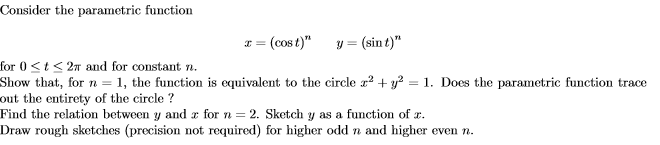 Consider the parametric function
x = (cos t)ⁿ y = (sin t)ⁿ
for 0 ≤ t ≤ 2π and for constant n.
Show that, for n = 1, the function is equivalent to the circle x² + y² = 1. Does the parametric function trace
out the entirety of the circle ?
Find the relation between y and x for n = 2. Sketch y as a function of x.
Draw rough sketches (precision not required) for higher odd n and higher even n.